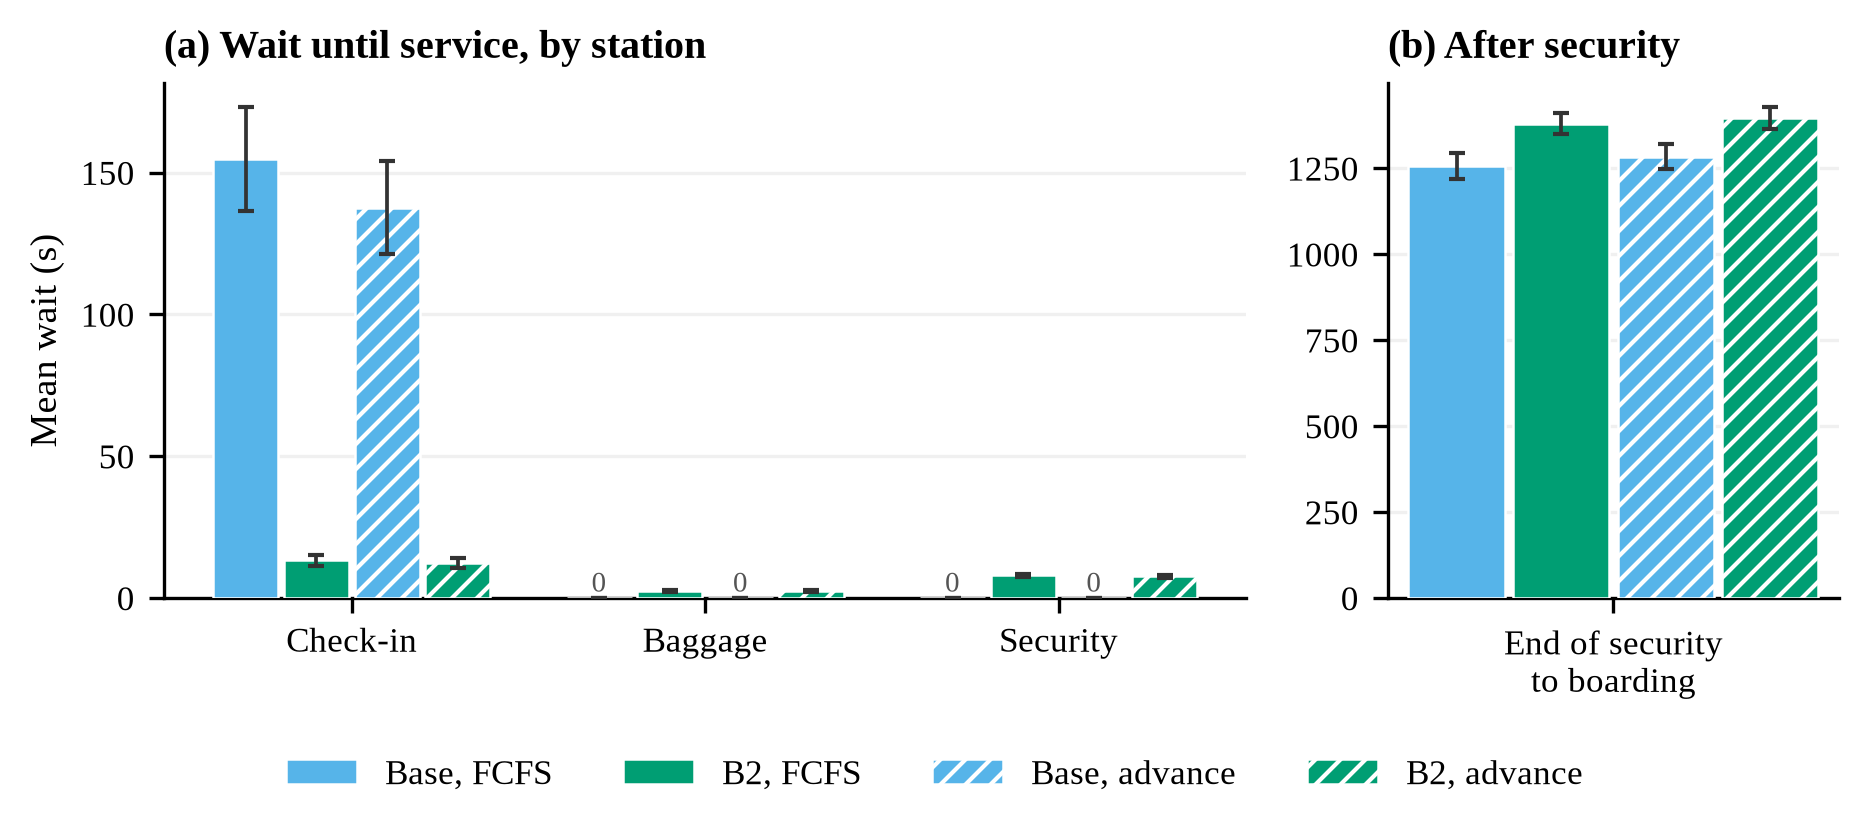 (a) Wait until service, by station
(b) After security
Mean wait (s)
150
100
50
0
0
0
0
0
Check-in
Baggage
Security
1250
1000
750
500
250
0
End of security
to boarding
Base, FCFS
B2, FCFS
Base, advance
B2, advance